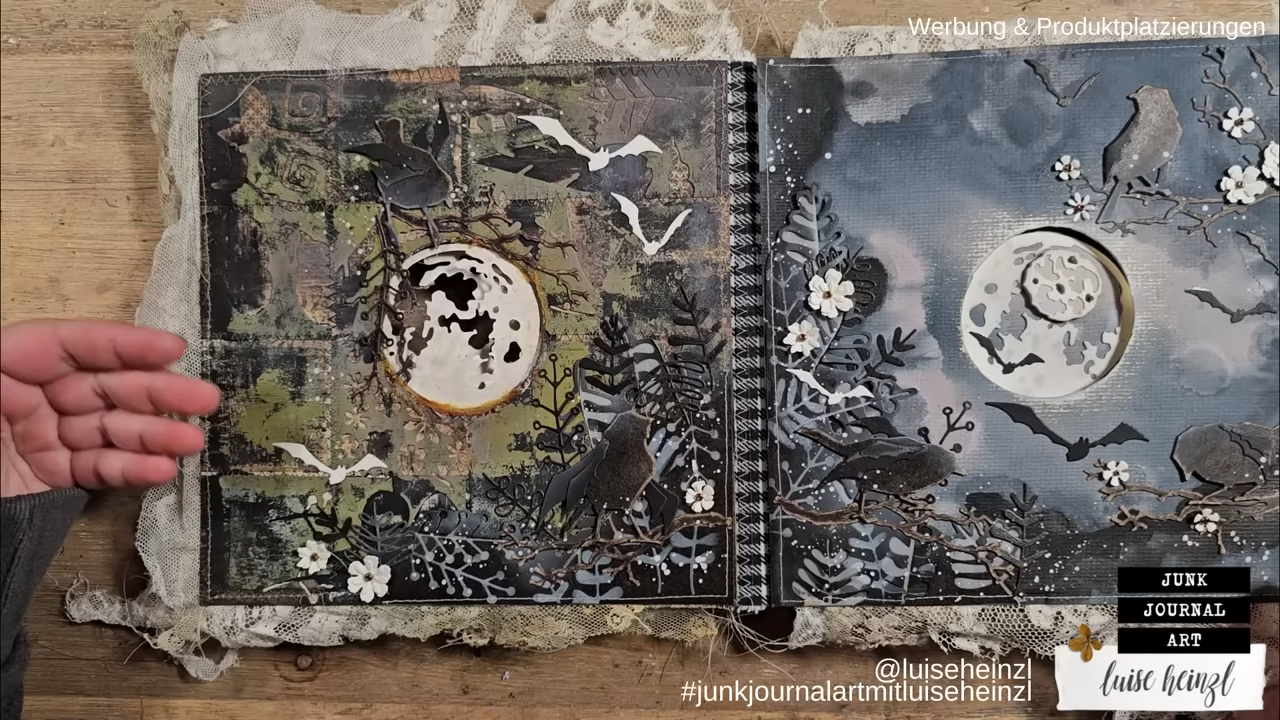 Werbung & Produktplatzierungen
JUNK
JOURNAL
ART
@luiseheinzl
#junkjournalartmitluiseheinzl
luise heinzl